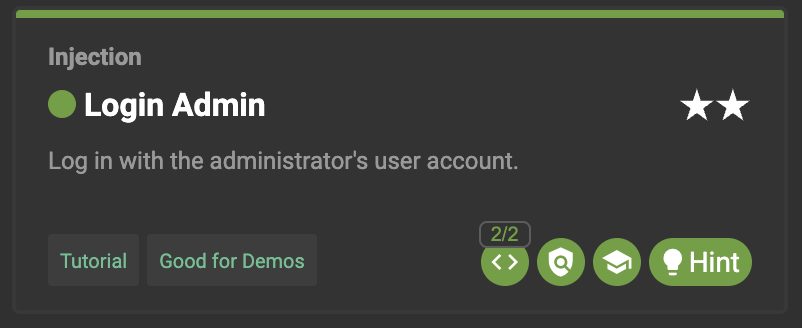 Injection
Login Admin
Log in with the administrator's user account.
2/2
Tutorial
Good for Demos
<>
Hint